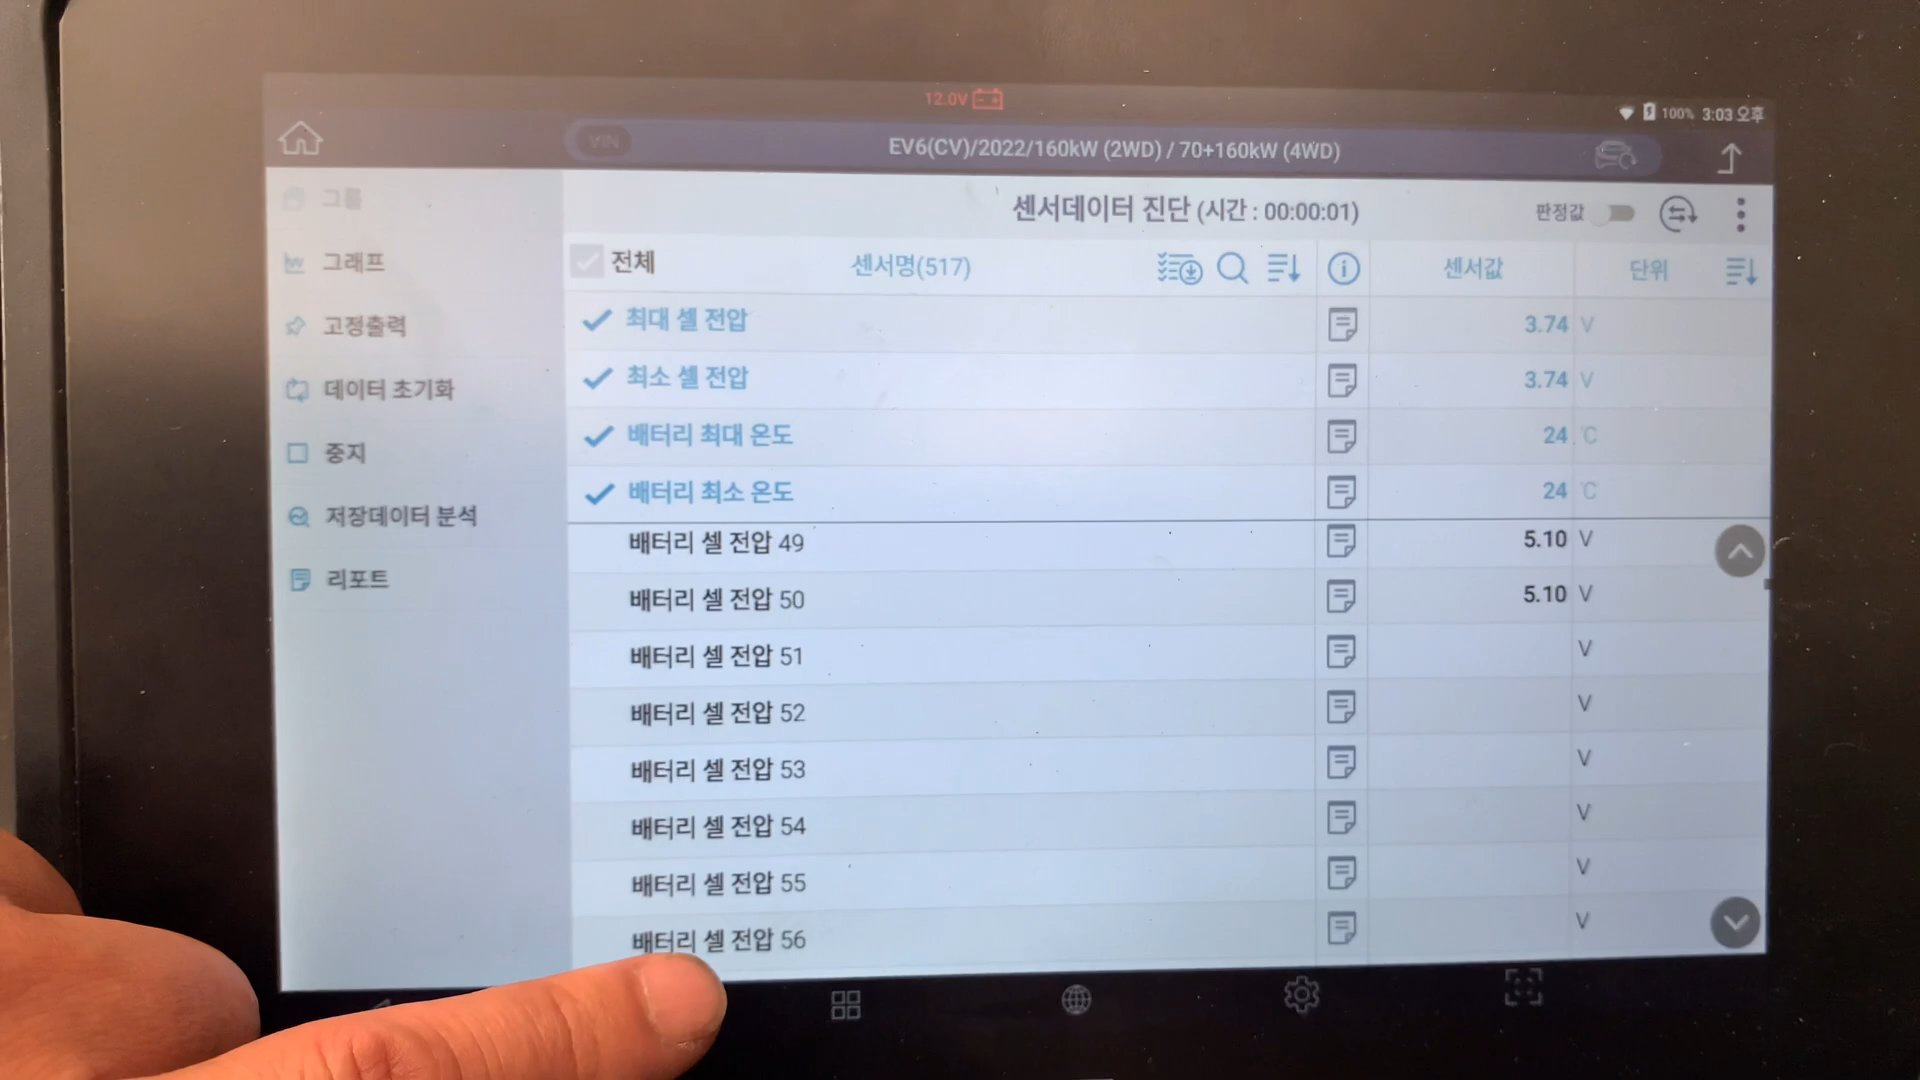 12.0V
100% 3:03 오후
VIN
EV6(CV)/2022/160kW (2WD) / 70+160kW (4WD)
그룹
센서데이터 진단 (시간 : 00:00:01)
판정값
그래프
전체 센서명(517) 센서값 단위
고정출력
최대 셀 전압 3.74 V
데이터 초기화
최소 셀 전압 3.74 V
중지
배터리 최대 온도 24 ℃
저장데이터 분석
배터리 최소 온도 24 ℃
리포트
배터리 셀 전압 49 5.10 V
배터리 셀 전압 50 5.10 V
배터리 셀 전압 51 V
배터리 셀 전압 52 V
배터리 셀 전압 53 V
배터리 셀 전압 54 V
배터리 셀 전압 55 V
배터리 셀 전압 56 V